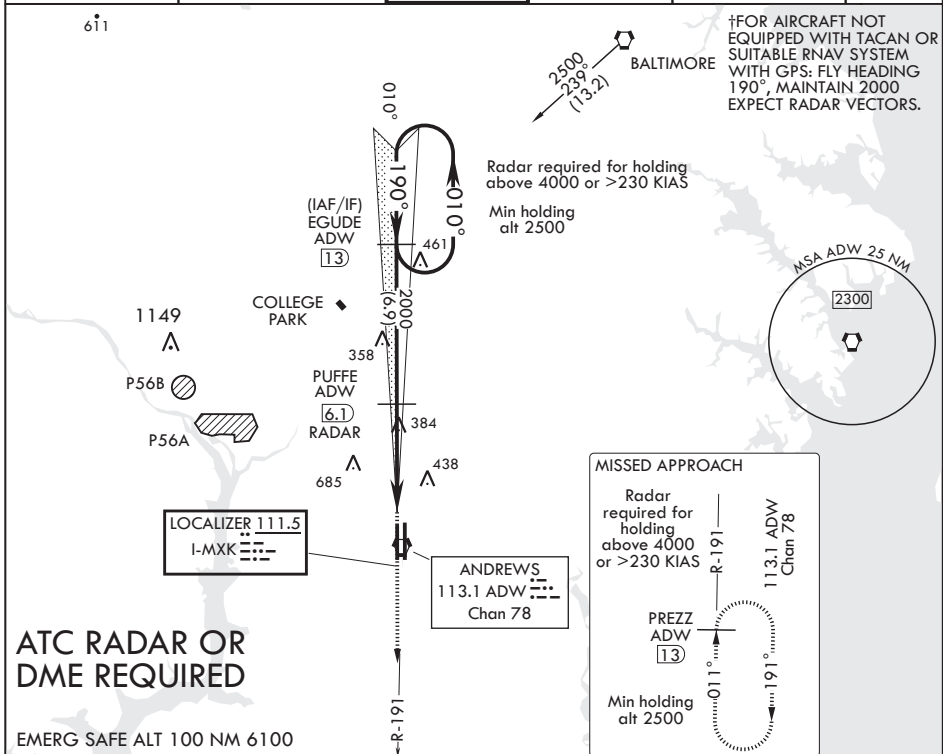 611
†FOR AIRCRAFT NOT
EQUIPPED WITH TACAN OR
SUITABLE RNAV SYSTEM
WITH GPS: FLY HEADING
190°, MAINTAIN 2000
EXPECT RADAR VECTORS.
BALTIMORE
2500
239°
(13.2)
010°
190°
010°
Radar required for holding
above 4000 or >230 KIAS
Min holding
alt 2500
(IAF/IF)
EGUDE
ADW
13
461
MSA ADW 25 NM
2300
COLLEGE
PARK
2000
(6.9)
1149
358
P56B
PUFFE
ADW
6.1
RADAR
384
P56A
685
438
LOCALIZER 111.5
I-MXK
ANDREWS
113.1 ADW
Chan 78
MISSED APPROACH
Radar
required for
holding
above 4000
or >230 KIAS
R-191
113.1 ADW
Chan 78
PREZZ
ADW
13
011°
191°
Min holding
alt 2500
ATC RADAR OR
DME REQUIRED
R-191
EMERG SAFE ALT 100 NM 6100